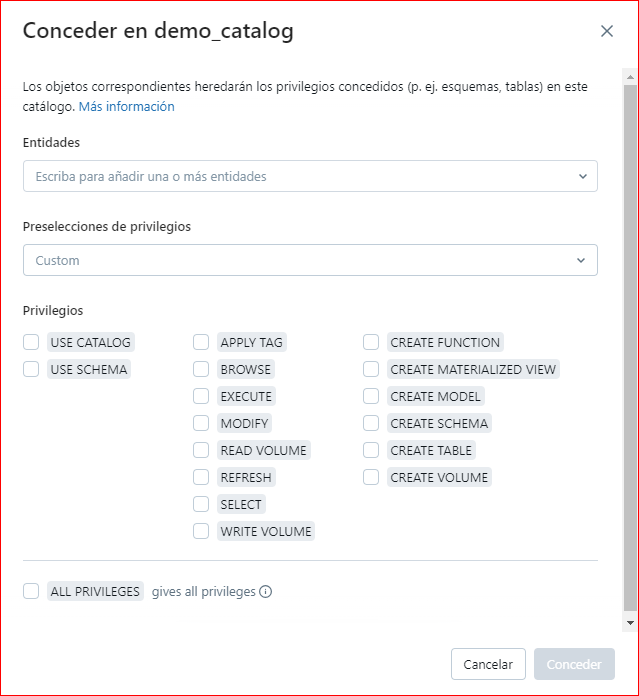 Conceder en demo_catalog
Los objetos correspondientes heredarán los privilegios concedidos (p. ej. esquemas, tablas) en este
catálogo. Más información
Entidades
Escriba para añadir una o más entidades
Preselecciones de privilegios
Custom
Privilegios
USE CATALOG
USE SCHEMA
APPLY TAG
BROWSE
EXECUTE
MODIFY
READ VOLUME
REFRESH
SELECT
WRITE VOLUME
CREATE FUNCTION
CREATE MATERIALIZED VIEW
CREATE MODEL
CREATE SCHEMA
CREATE TABLE
CREATE VOLUME
ALL PRIVILEGES gives all privileges
Cancelar Conceder